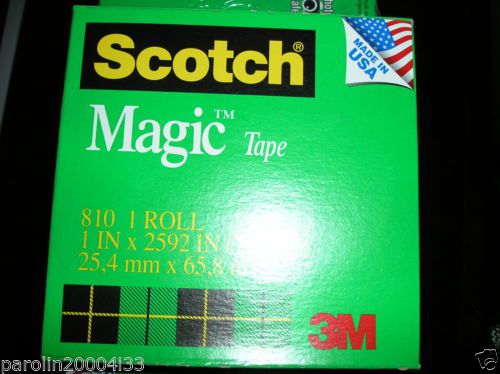 Scotch®
MADE IN
USA
Magic™ Tape
810 1 ROLL
1 IN x 2592 IN
25,4 mm x 65,8
3M
parolin20004l33